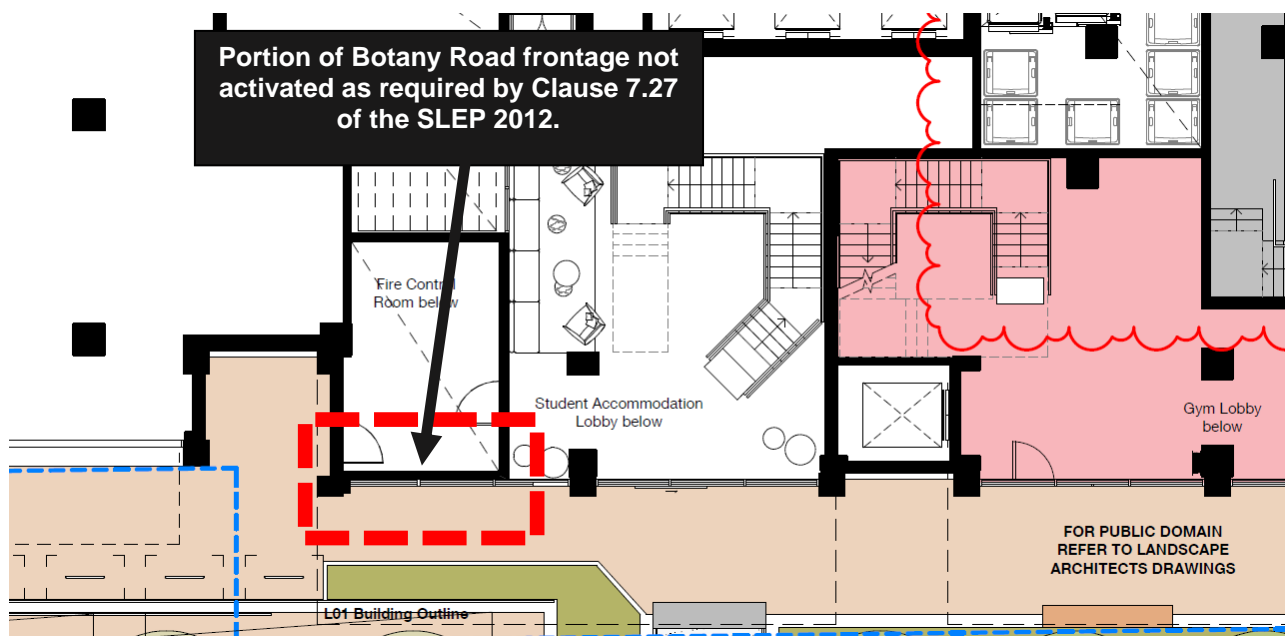 Portion of Botany Road frontage not
activated as required by Clause 7.27
of the SLEP 2012.
Fire Control
Room below
Student Accommodation
Lobby below
Gym Lobby
below
FOR PUBLIC DOMAIN
REFER TO LANDSCAPE
ARCHITECTS DRAWINGS
L01 Building Outline